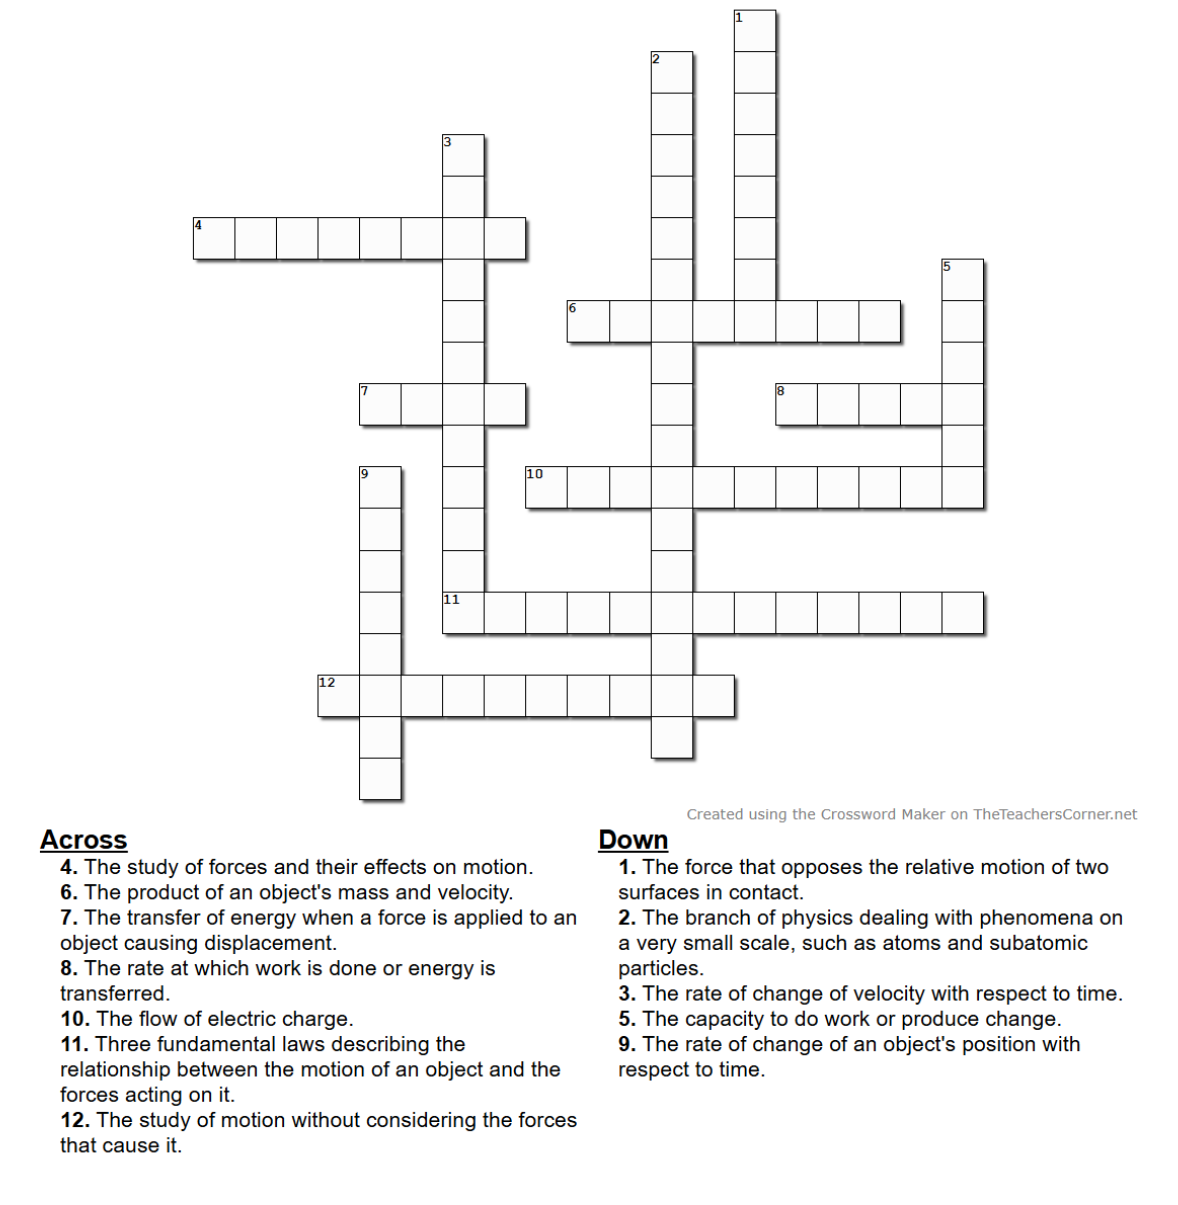 1
2
3
4
5
6
7
8
9
10
11
12
Created using the Crossword Maker on TheTeachersCorner.net
Across
4. The study of forces and their effects on motion.
6. The product of an object's mass and velocity.
7. The transfer of energy when a force is applied to an
object causing displacement.
8. The rate at which work is done or energy is
transferred.
10. The flow of electric charge.
11. Three fundamental laws describing the
relationship between the motion of an object and the
forces acting on it.
12. The study of motion without considering the forces
that cause it.
Down
1. The force that opposes the relative motion of two
surfaces in contact.
2. The branch of physics dealing with phenomena on
a very small scale, such as atoms and subatomic
particles.
3. The rate of change of velocity with respect to time.
5. The capacity to do work or produce change.
9. The rate of change of an object's position with
respect to time.